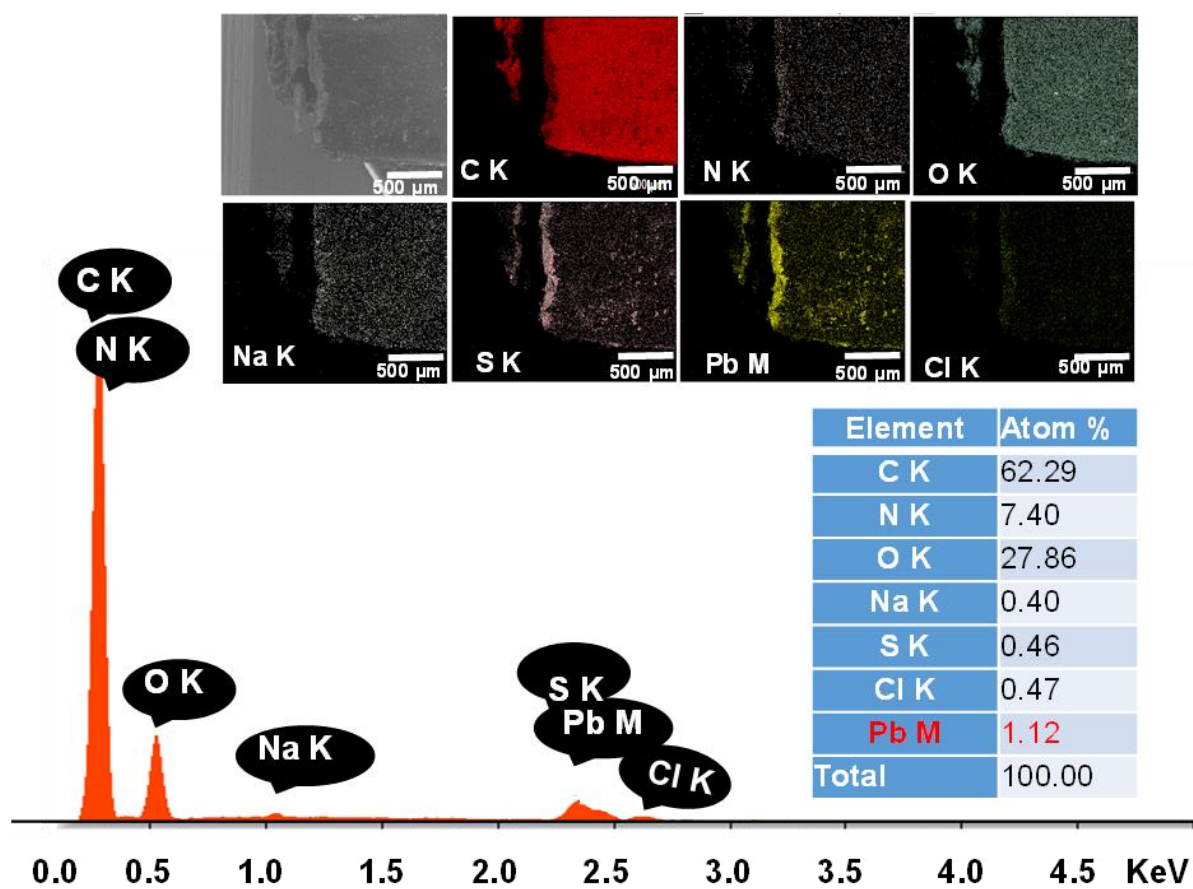 500 µm
C K
500 µm
N K
500 µm
O K
500 µm
Na K
500 µm
S K
500 µm
Pb M
500 µm
Cl K
500 µm
C K
N K
O K
Na K
S K
Pb M
Cl K
Element Atom %
C K 62.29
N K 7.40
O K 27.86
Na K 0.40
S K 0.46
Cl K 0.47
Pb M 1.12
Total 100.00
0.0 0.5 1.0 1.5 2.0 2.5 3.0 3.5 4.0 4.5 KeV